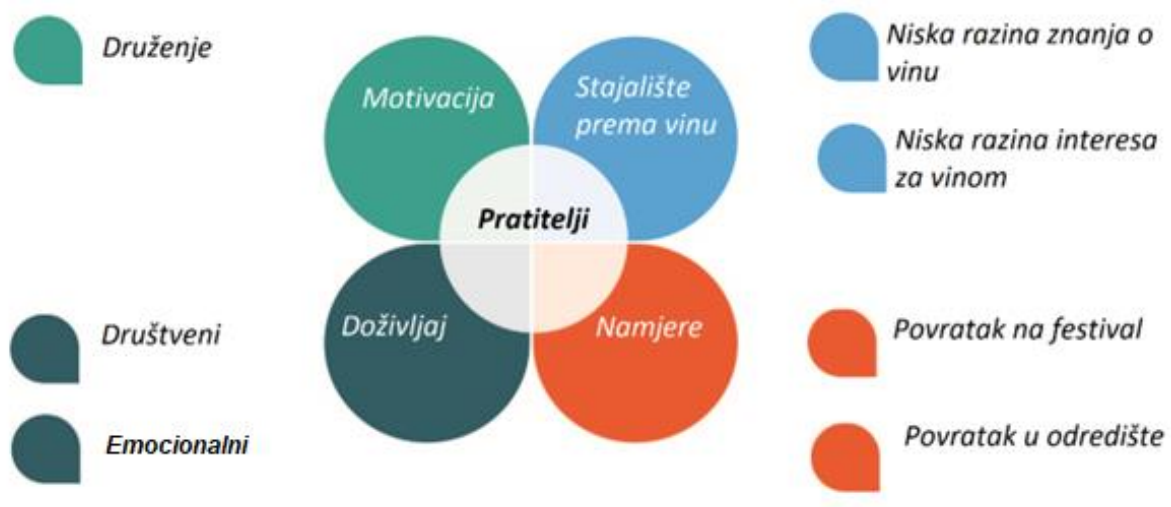 Druženje
Motivacija
Stajalište
prema vinu
Niska razina znanja o
vinu
Niska razina interesa
za vinom
Pratitelji
Društveni
Emocionalni
Doživljaj
Namjere
Povratak na festival
Povratak u odredište